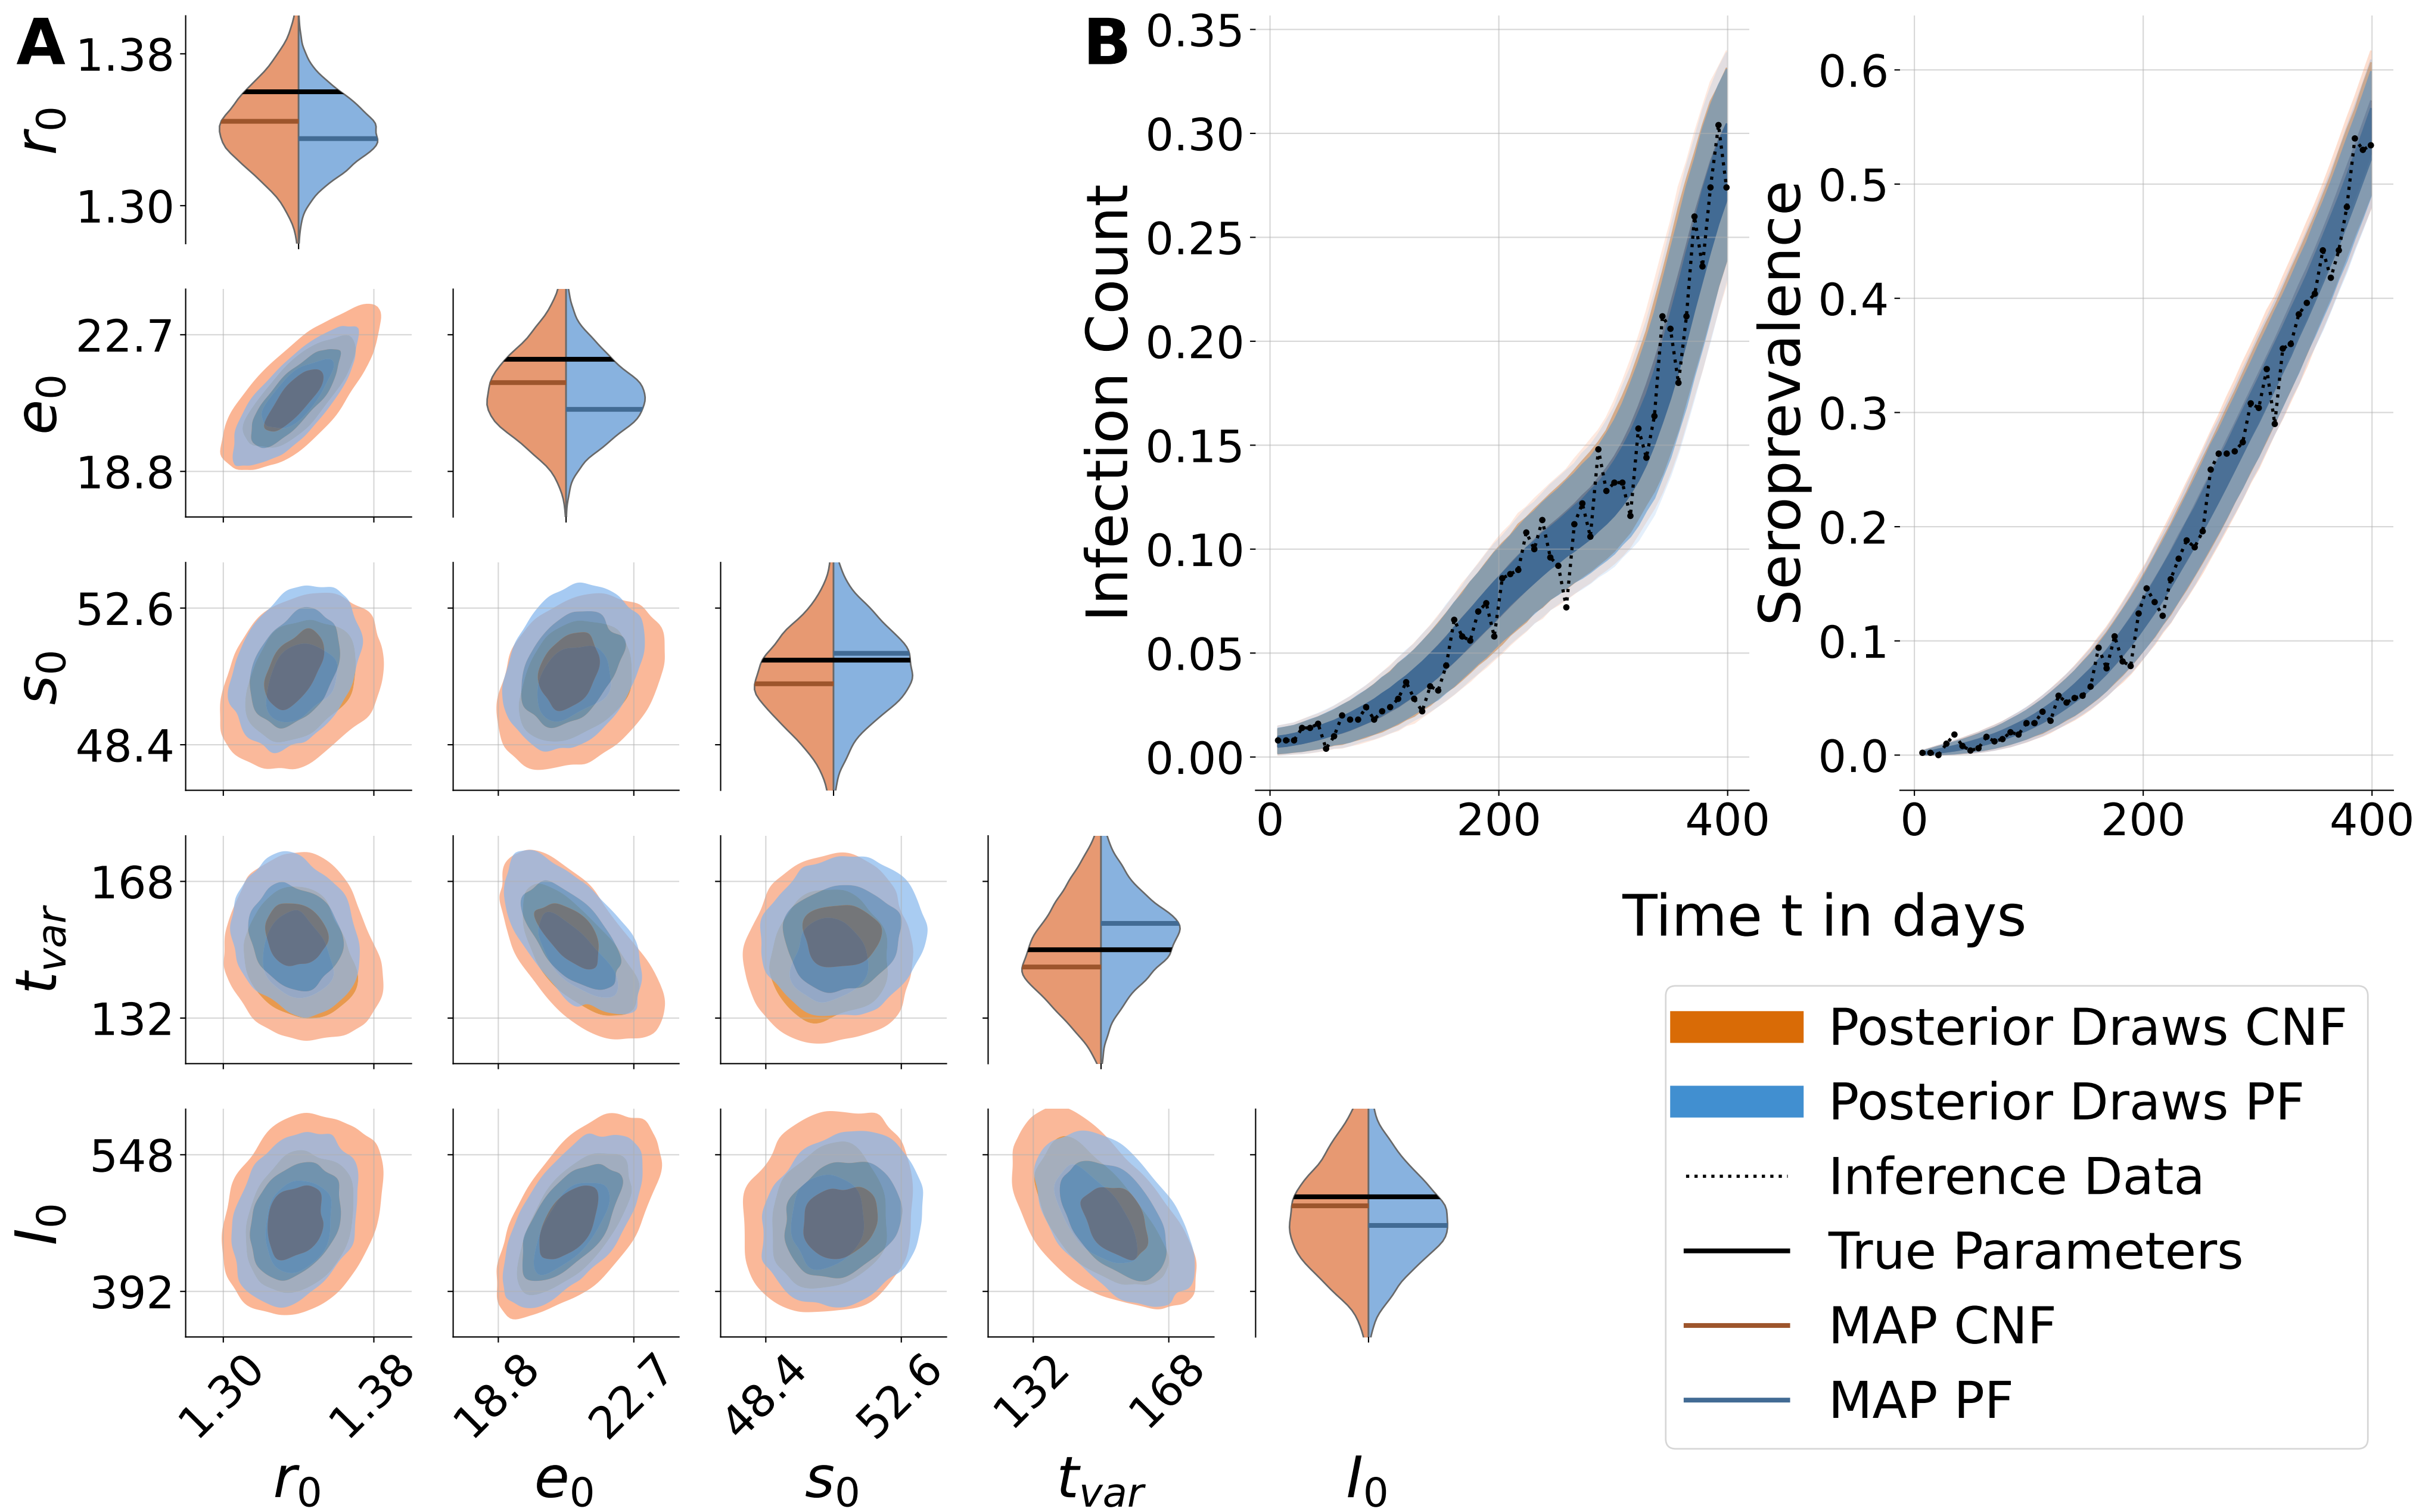 A
1.38
1.30
r0
22.7
18.8
e0
52.6
48.4
s0
168
132
tvar
548
392
I0
1.30 1.38
18.8 22.7
48.4 52.6
132 168
r0 e0 s0 tvar I0
B
0.35
0.30
0.25
0.20
0.15
0.10
0.05
0.00
Infection Count
0 200 400
0.6
0.5
0.4
0.3
0.2
0.1
0.0
Seroprevalence
0 200 400
Time t in days
Posterior Draws CNF
Posterior Draws PF
Inference Data
True Parameters
MAP CNF
MAP PF